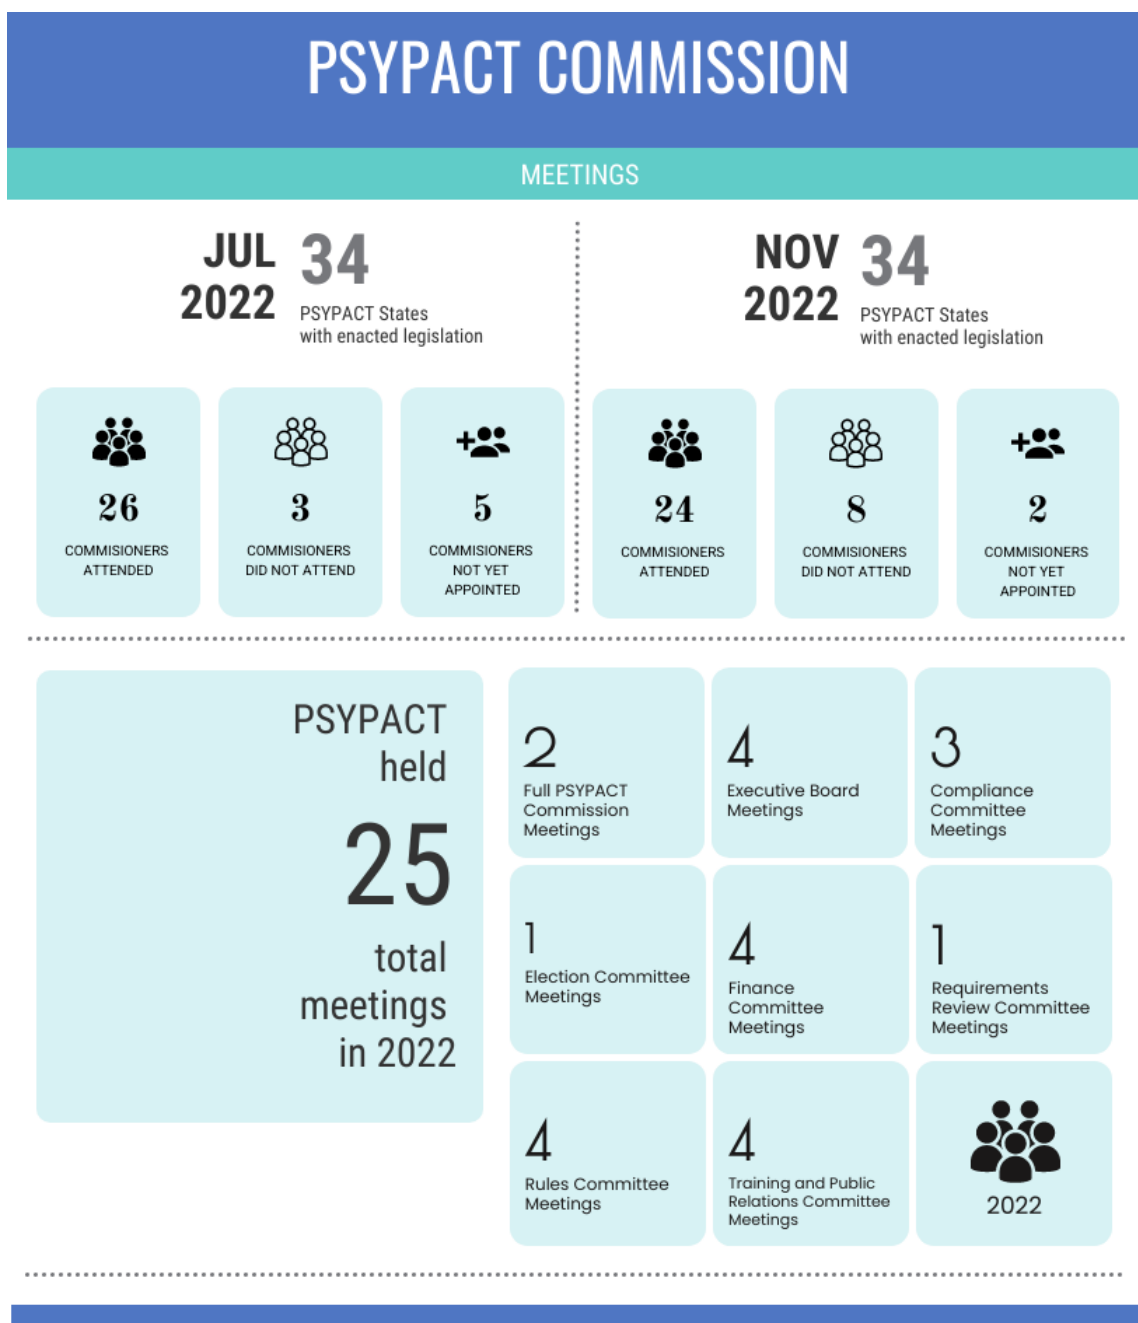 PSYPACT COMMISSION
MEETINGS
JUL
2022
34
PSYPACT States
with enacted legislation
26
COMMISIONERS
ATTENDED
3
COMMISIONERS
DID NOT ATTEND
5
COMMISIONERS
NOT YET
APPOINTED
NOV
2022
34
PSYPACT States
with enacted legislation
24
COMMISIONERS
ATTENDED
8
COMMISIONERS
DID NOT ATTEND
2
COMMISIONERS
NOT YET
APPOINTED
PSYPACT
held
25
total
meetings
in 2022
2
Full PSYPACT
Commission
Meetings
4
Executive Board
Meetings
3
Compliance
Committee
Meetings
1
Election Committee
Meetings
4
Finance
Committee
Meetings
1
Requirements
Review Committee
Meetings
4
Rules Committee
Meetings
4
Training and Public
Relations Committee
Meetings
2022